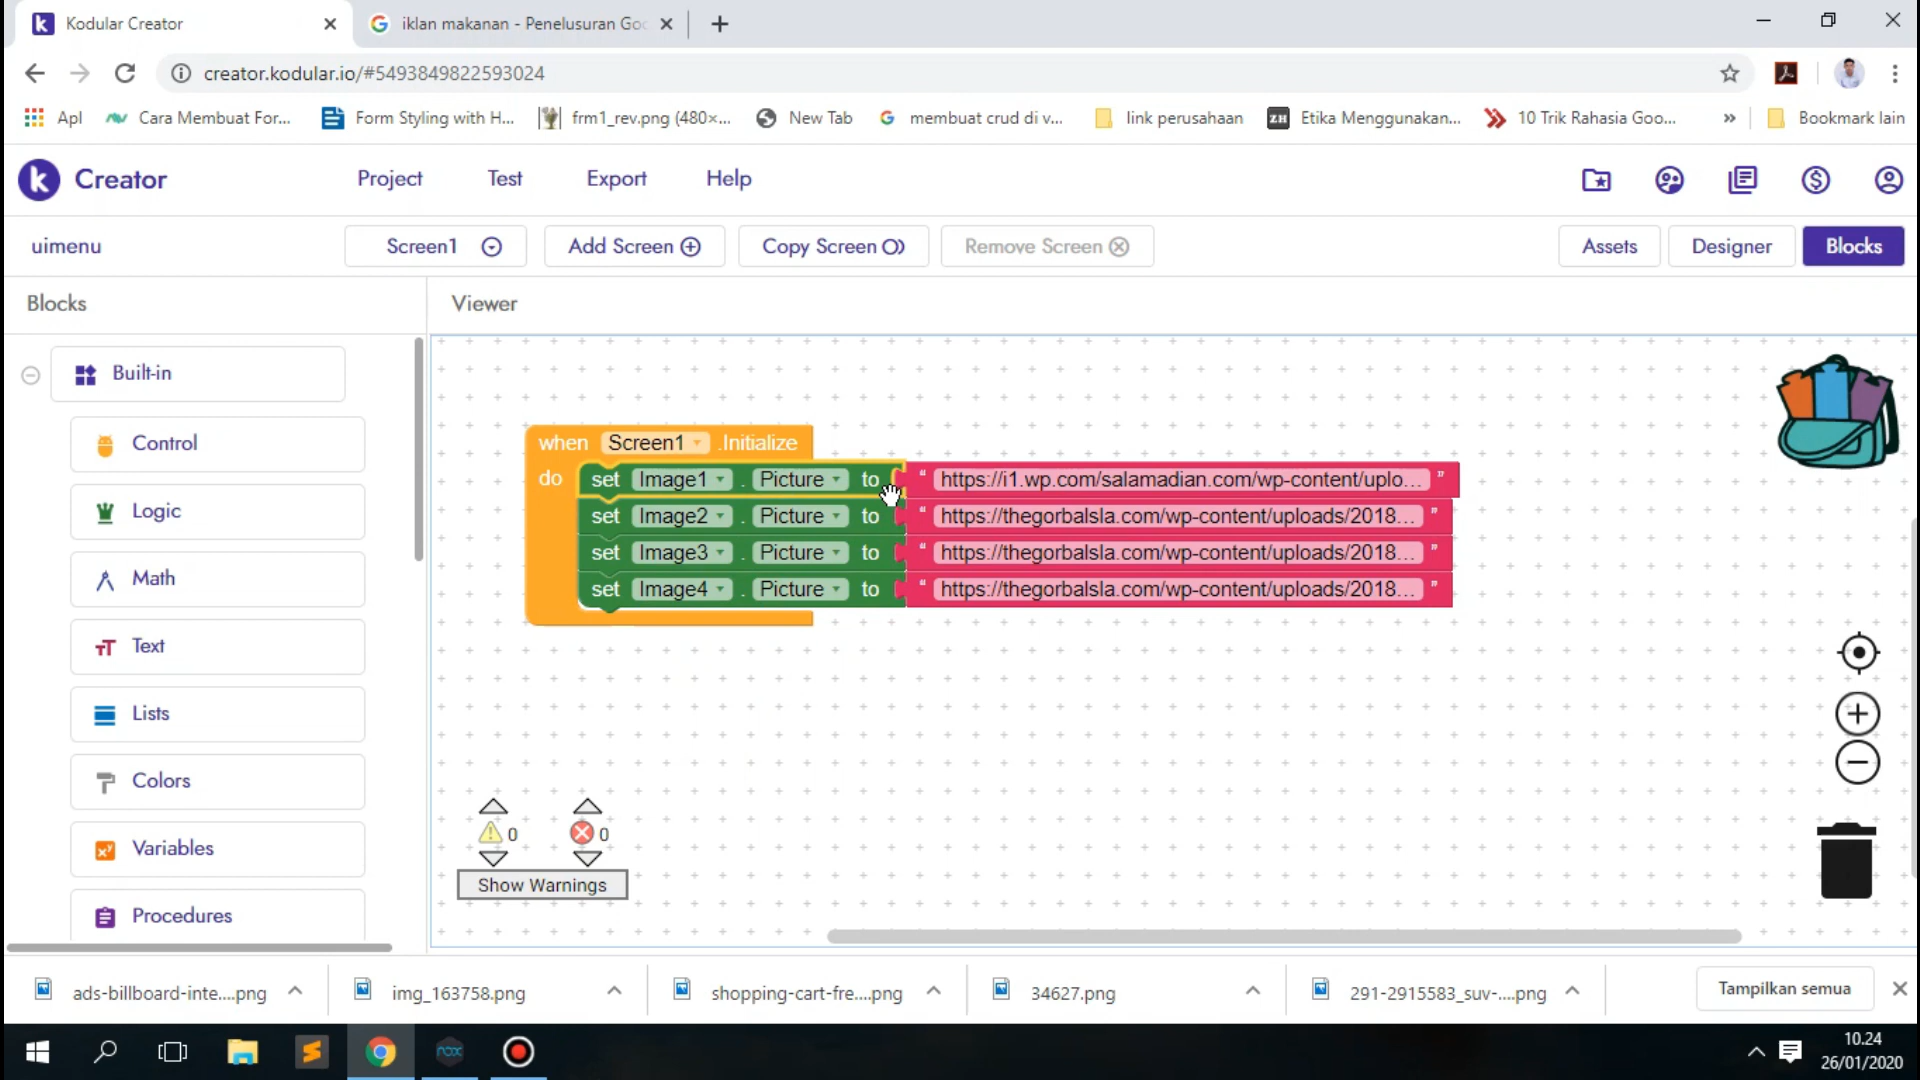 Kodular Creator
iklan makanan - Penelusuran Goo
creator.kodular.io/#5493849822593024
Apl
Cara Membuat For...
Form Styling with H...
frm1_rev.png (480×...
New Tab
membuat crud di v...
link perusahaan
ZH
Etika Menggunakan...
10 Trik Rahasia Goo...
»
Bookmark lain
k
Creator
Project
Test
Export
Help
uimenu
Screen1
Add Screen
Copy Screen
Remove Screen
Assets
Designer
Blocks
Blocks
Viewer
Built-in
Control
Logic
Math
Text
Lists
Colors
Variables
Procedures
when Screen1 .Initialize
do set Image1 . Picture to “ https://i1.wp.com/salamadian.com/wp-content/uplo... ”
set Image2 . Picture to “ https://thegorbalsla.com/wp-content/uploads/2018... ”
set Image3 . Picture to “ https://thegorbalsla.com/wp-content/uploads/2018... ”
set Image4 . Picture to “ https://thegorbalsla.com/wp-content/uploads/2018... ”
0
0
Show Warnings
ads-billboard-inte....png
img_163758.png
shopping-cart-fre....png
34627.png
291-2915583_suv-....png
Tampilkan semua
nox
10.24
26/01/2020